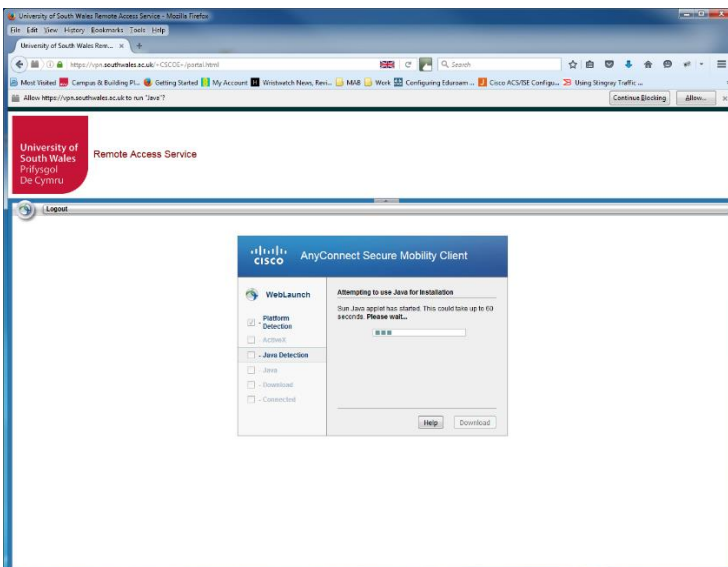 University of South Wales Remote Access Service - Mozilla Firefox
File Edit View History Bookmarks Tools Help
University of South Wales Rem... × +
https://vpn.southwales.ac.uk/+CSCOE+/portal.html
Search
Most Visited Campus & Building Pl... Getting Started My Account Wristwatch News, Revi... MAB Work Configuring Eduroam ... Cisco ACS/ISE Configu... Using Stingray Traffic ...
Allow https://vpn.southwales.ac.uk to run "Java"? Continue Blocking Allow...
University of
South Wales
Prifysgol
De Cymru
Remote Access Service
Logout
CISCO AnyConnect Secure Mobility Client
WebLaunch
- Platform Detection
- ActiveX
- Java Detection
- Java
- Download
- Connected
Attempting to use Java for Installation
Sun Java applet has started. This could take up to 60
seconds. Please wait...
Help Download